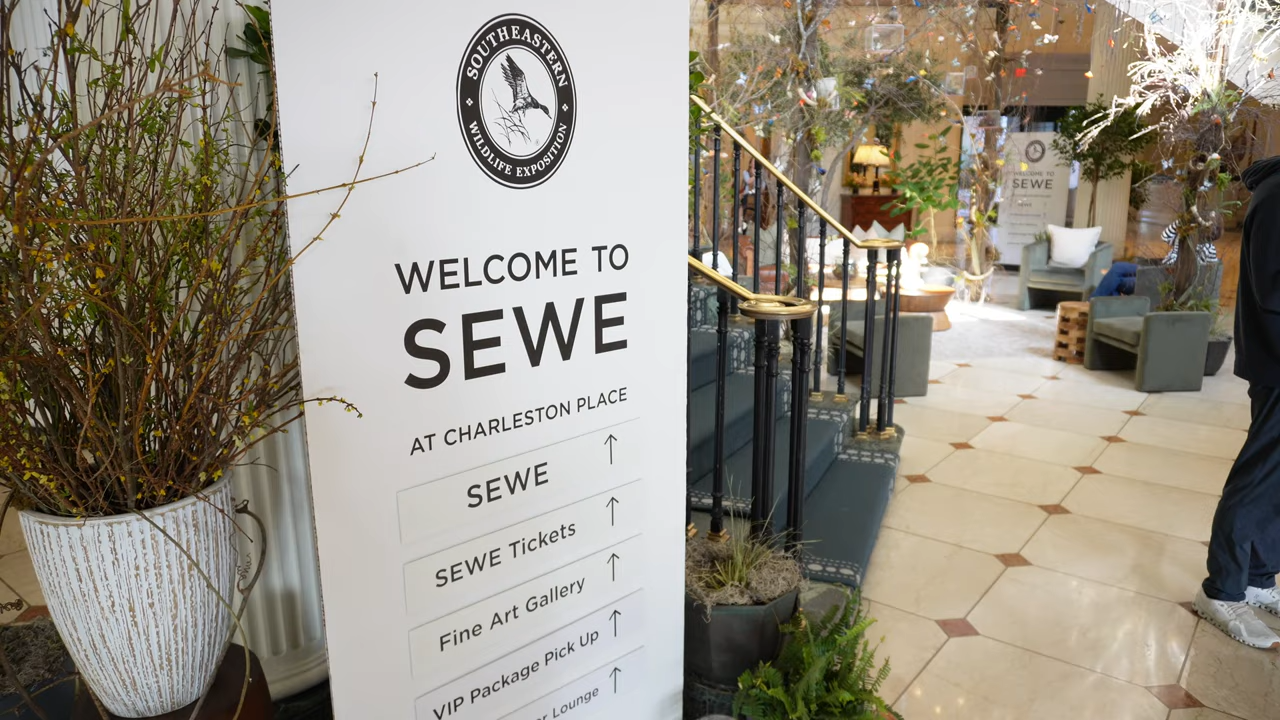 SOUTHEASTERN
WILDLIFE EXPOSITION
WELCOME TO
SEWE
AT CHARLESTON PLACE
SEWE ↑
SEWE Tickets ↑
Fine Art Gallery ↑
VIP Package Pick Up ↑
Lounge ↑
WELCOME TO
SEWE